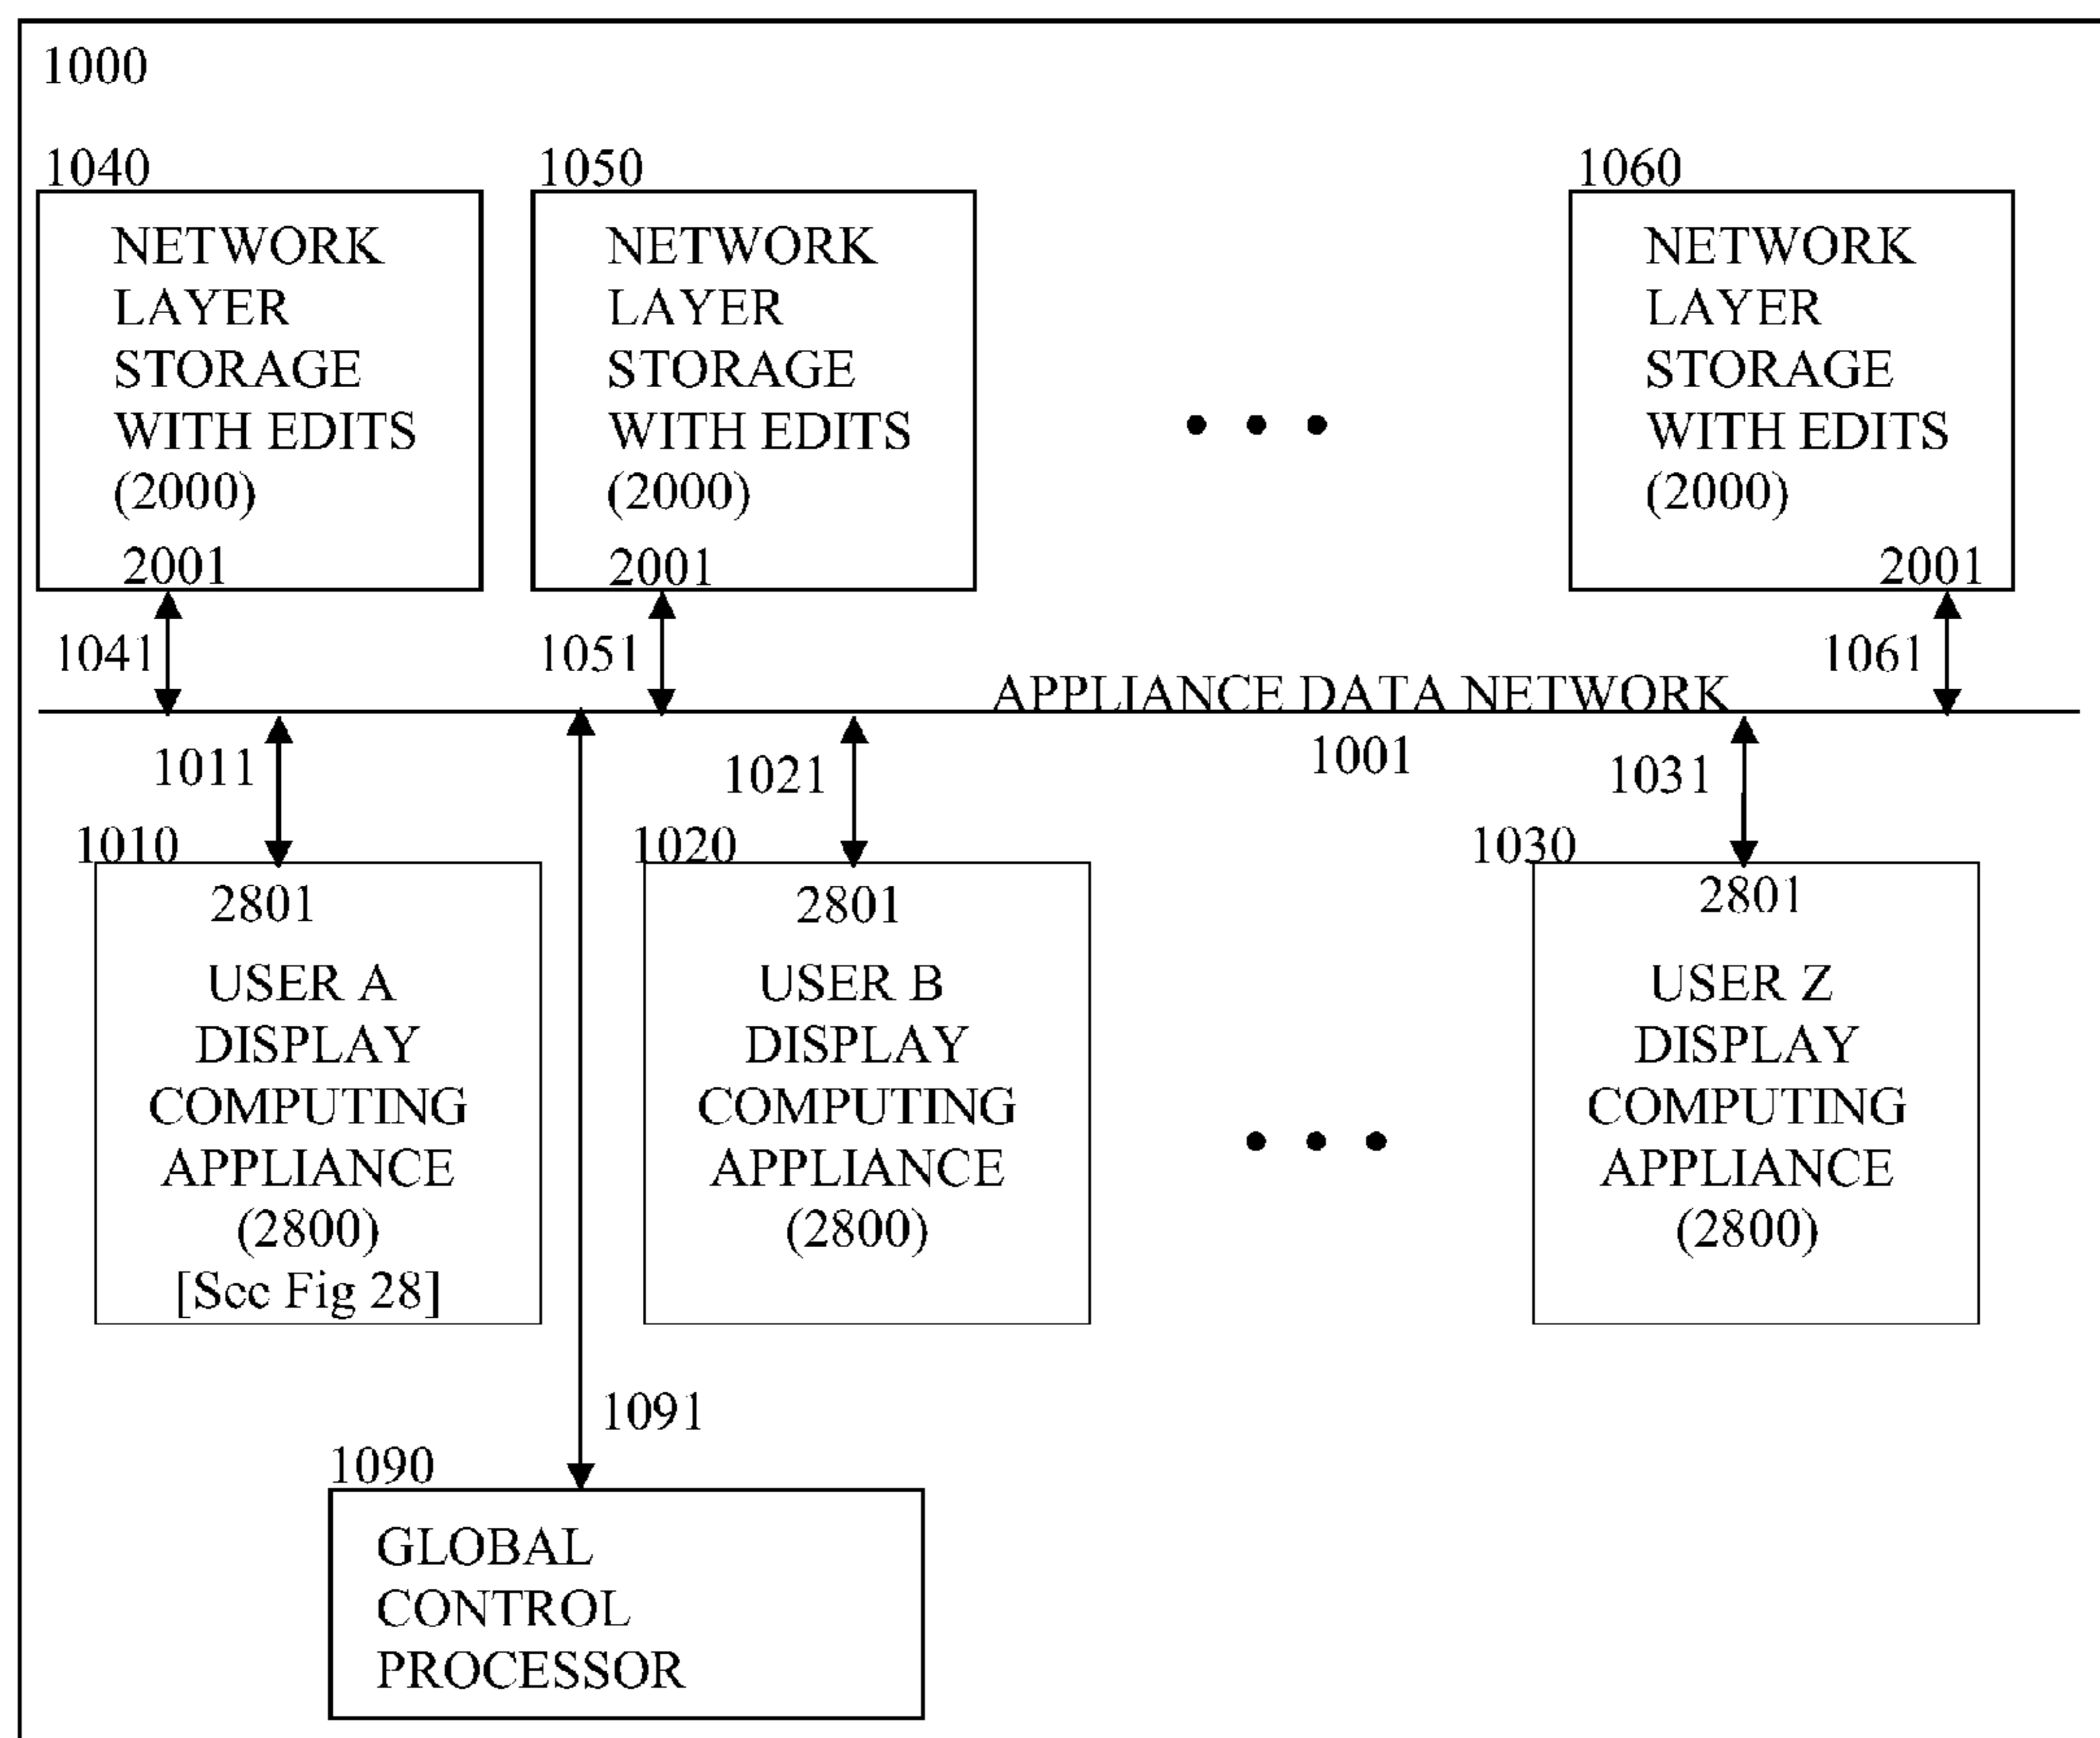 1000
1040
NETWORK
LAYER
STORAGE
WITH EDITS
(2000)
2001
1050
NETWORK
LAYER
STORAGE
WITH EDITS
(2000)
2001
1060
NETWORK
LAYER
STORAGE
WITH EDITS
(2000)
2001
1041
1051
1061
APPLIANCE DATA NETWORK
1001
1011
1021
1031
1010
2801
USER A
DISPLAY
COMPUTING
APPLIANCE
(2800)
[See Fig 28]
1020
2801
USER B
DISPLAY
COMPUTING
APPLIANCE
(2800)
1030
2801
USER Z
DISPLAY
COMPUTING
APPLIANCE
(2800)
1091
1090
GLOBAL
CONTROL
PROCESSOR